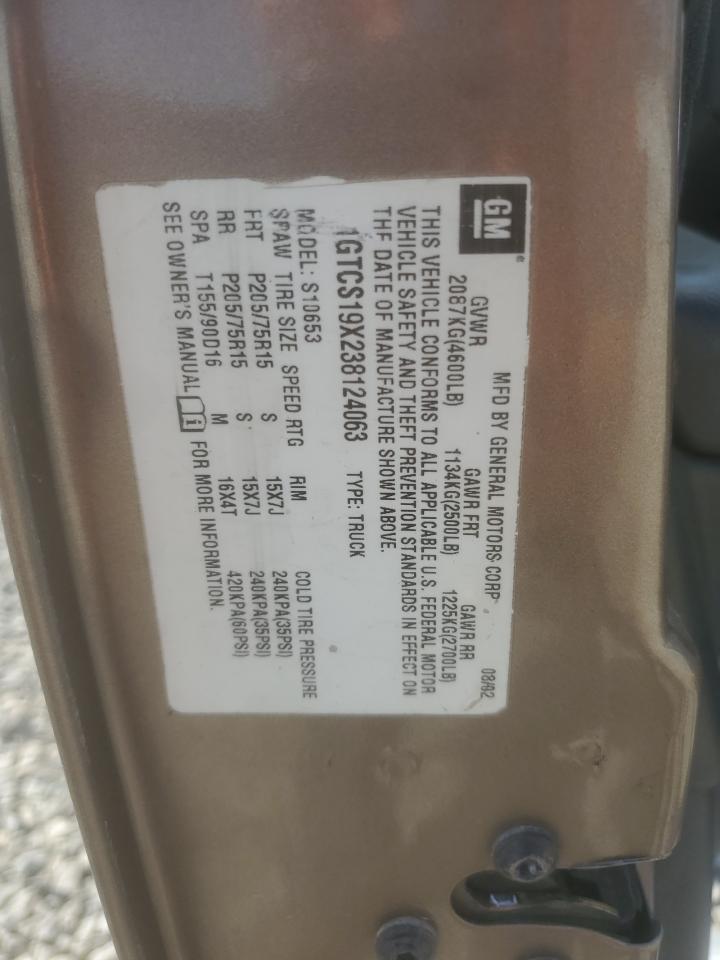 GM
MFD BY GENERAL MOTORS CORP 08/02
GVWR GAWR FRT GAWR RR
2087KG(4600LB) 1134KG(2500LB) 1225KG(2700LB)
THIS VEHICLE CONFORMS TO ALL APPLICABLE U.S. FEDERAL MOTOR
VEHICLE SAFETY AND THEFT PREVENTION STANDARDS IN EFFECT ON
THE DATE OF MANUFACTURE SHOWN ABOVE.
1GTCS19X238124063 TYPE: TRUCK
MODEL: S10653
SPAW TIRE SIZE SPEED RTG RIM COLD TIRE PRESSURE
FRT P205/75R15 S 15X7J 240KPA(35PSI)
RR P205/75R15 S 15X7J 240KPA(35PSI)
SPA T155/90D16 M 16X4T 420KPA(60PSI)
SEE OWNER'S MANUAL i FOR MORE INFORMATION.